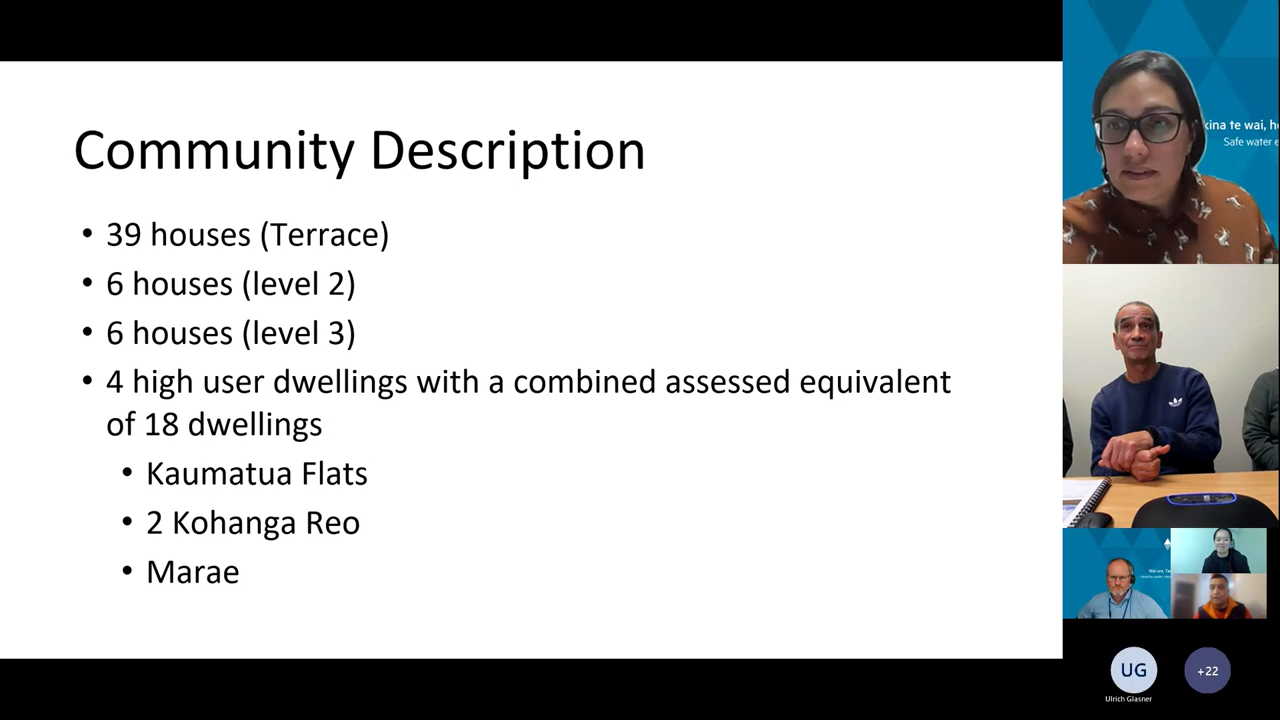 Community Description
• 39 houses (Terrace)
• 6 houses (level 2)
• 6 houses (level 3)
• 4 high user dwellings with a combined assessed equivalent
of 18 dwellings
• Kaumatua Flats
• 2 Kohanga Reo
• Marae
kina te wai, h
Safe water e
UG
+22
Ulrich Glasner